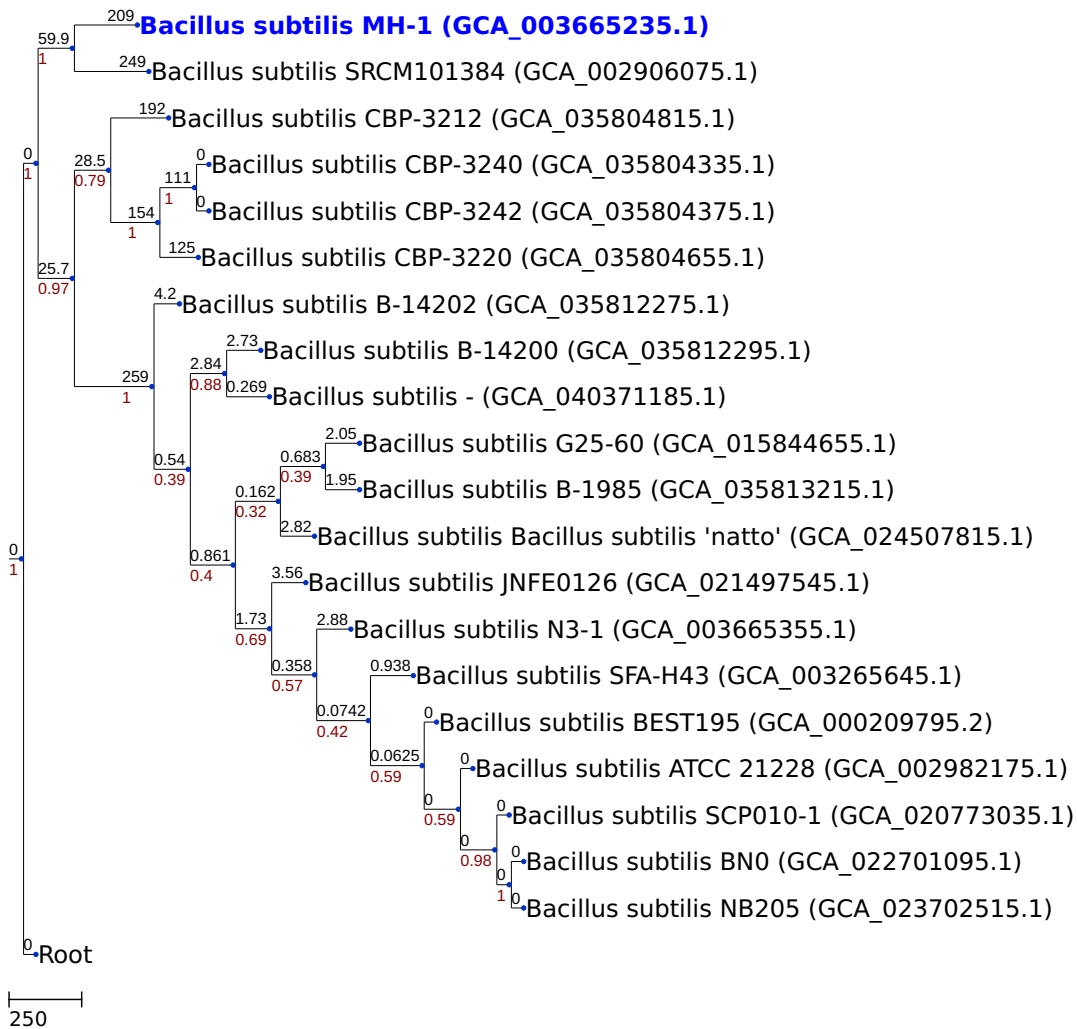 209
Bacillus subtilis MH-1 (GCA_003665235.1)
59.9
1
249
Bacillus subtilis SRCM101384 (GCA_002906075.1)
192
Bacillus subtilis CBP-3212 (GCA_035804815.1)
0
1
28.5
0.79
0
Bacillus subtilis CBP-3240 (GCA_035804335.1)
111
1
0
Bacillus subtilis CBP-3242 (GCA_035804375.1)
154
1
125
Bacillus subtilis CBP-3220 (GCA_035804655.1)
25.7
0.97
4.2
Bacillus subtilis B-14202 (GCA_035812275.1)
2.73
Bacillus subtilis B-14200 (GCA_035812295.1)
259
1
2.84
0.88
0.269
Bacillus subtilis - (GCA_040371185.1)
2.05
Bacillus subtilis G25-60 (GCA_015844655.1)
0.54
0.39
0.683
0.39
1.95
Bacillus subtilis B-1985 (GCA_035813215.1)
0.162
0.32
2.82
Bacillus subtilis Bacillus subtilis 'natto' (GCA_024507815.1)
0
1
0.861
0.4
3.56
Bacillus subtilis JNFE0126 (GCA_021497545.1)
1.73
0.69
2.88
Bacillus subtilis N3-1 (GCA_003665355.1)
0.358
0.57
0.938
Bacillus subtilis SFA-H43 (GCA_003265645.1)
0.0742
0.42
0
Bacillus subtilis BEST195 (GCA_000209795.2)
0.0625
0.59
0
Bacillus subtilis ATCC 21228 (GCA_002982175.1)
0
0.59
0
Bacillus subtilis SCP010-1 (GCA_020773035.1)
0
0.98
0
Bacillus subtilis BN0 (GCA_022701095.1)
0
1
0
Bacillus subtilis NB205 (GCA_023702515.1)
0
Root
250